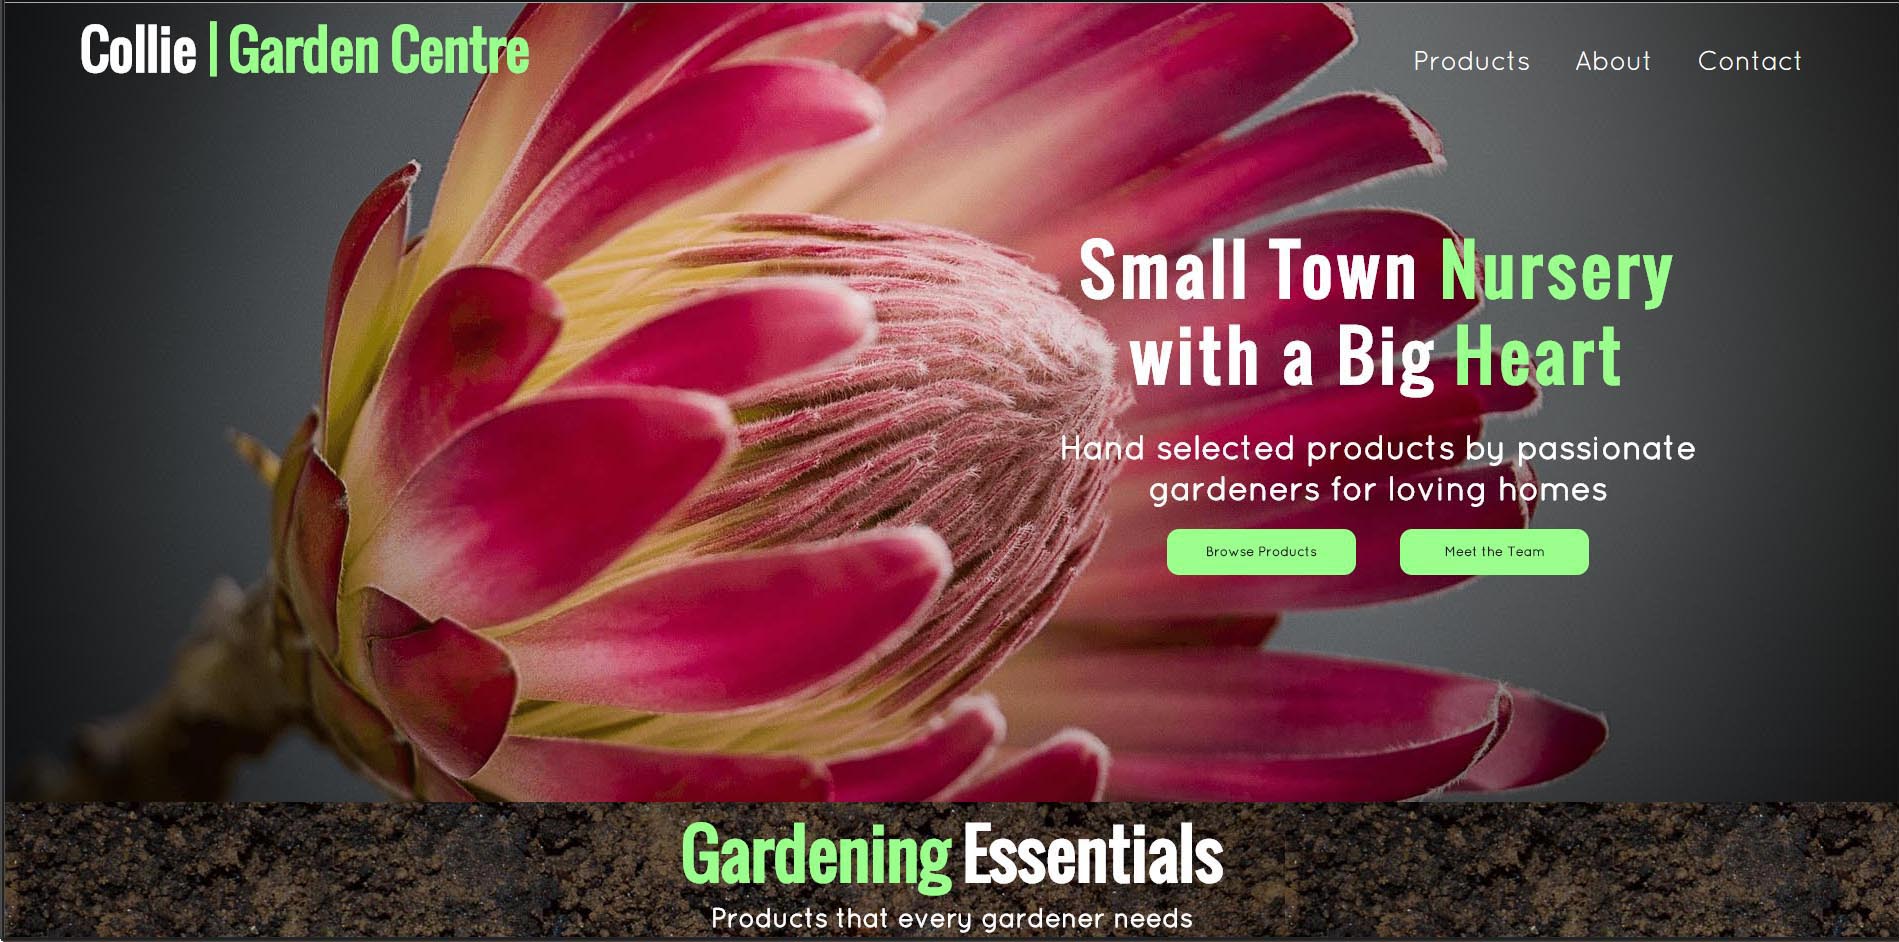 Collie | Garden Centre
Products About Contact
Small Town Nursery
with a Big Heart
Hand selected products by passionate
gardeners for loving homes
Browse Products Meet the Team
Gardening Essentials
Products that every gardener needs